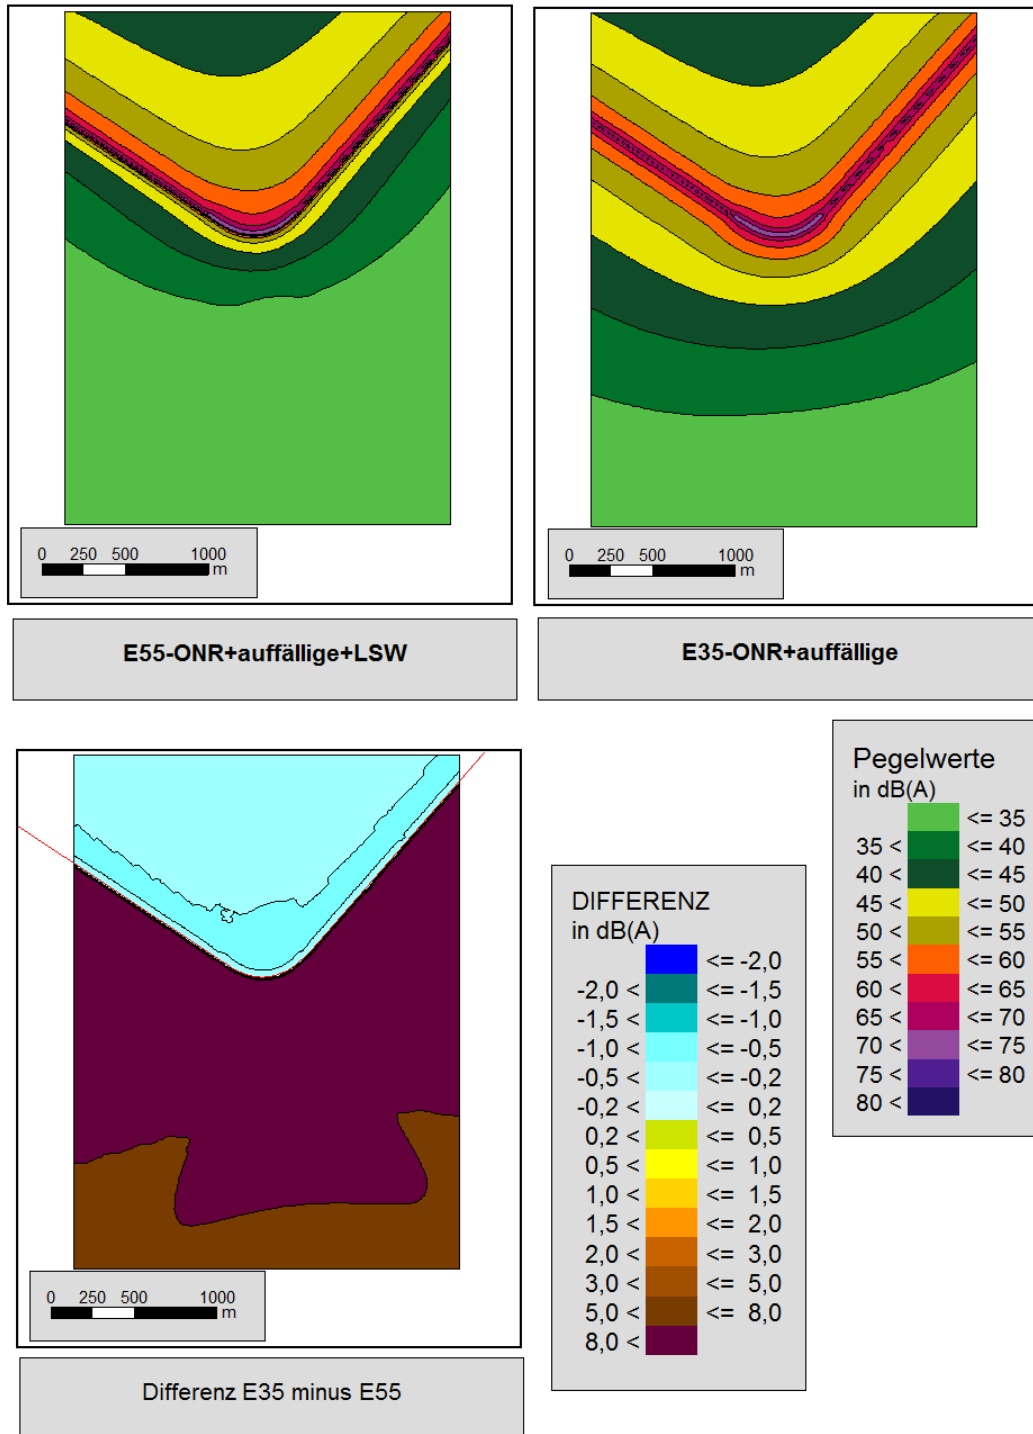 0 250 500 1000
m
0 250 500 1000
m
E55-ONR+auffällige+LSW
E35-ONR+auffällige
Pegelwerte
in dB(A)
<= 35
35 < <= 40
40 < <= 45
45 < <= 50
50 < <= 55
55 < <= 60
60 < <= 65
65 < <= 70
70 < <= 75
75 < <= 80
80 <
DIFFERENZ
in dB(A)
<= -2,0
-2,0 < <= -1,5
-1,5 < <= -1,0
-1,0 < <= -0,5
-0,5 < <= -0,2
-0,2 < <= 0,2
0,2 < <= 0,5
0,5 < <= 1,0
1,0 < <= 1,5
1,5 < <= 2,0
2,0 < <= 3,0
3,0 < <= 5,0
5,0 < <= 8,0
8,0 <
0 250 500 1000
m
Differenz E35 minus E55